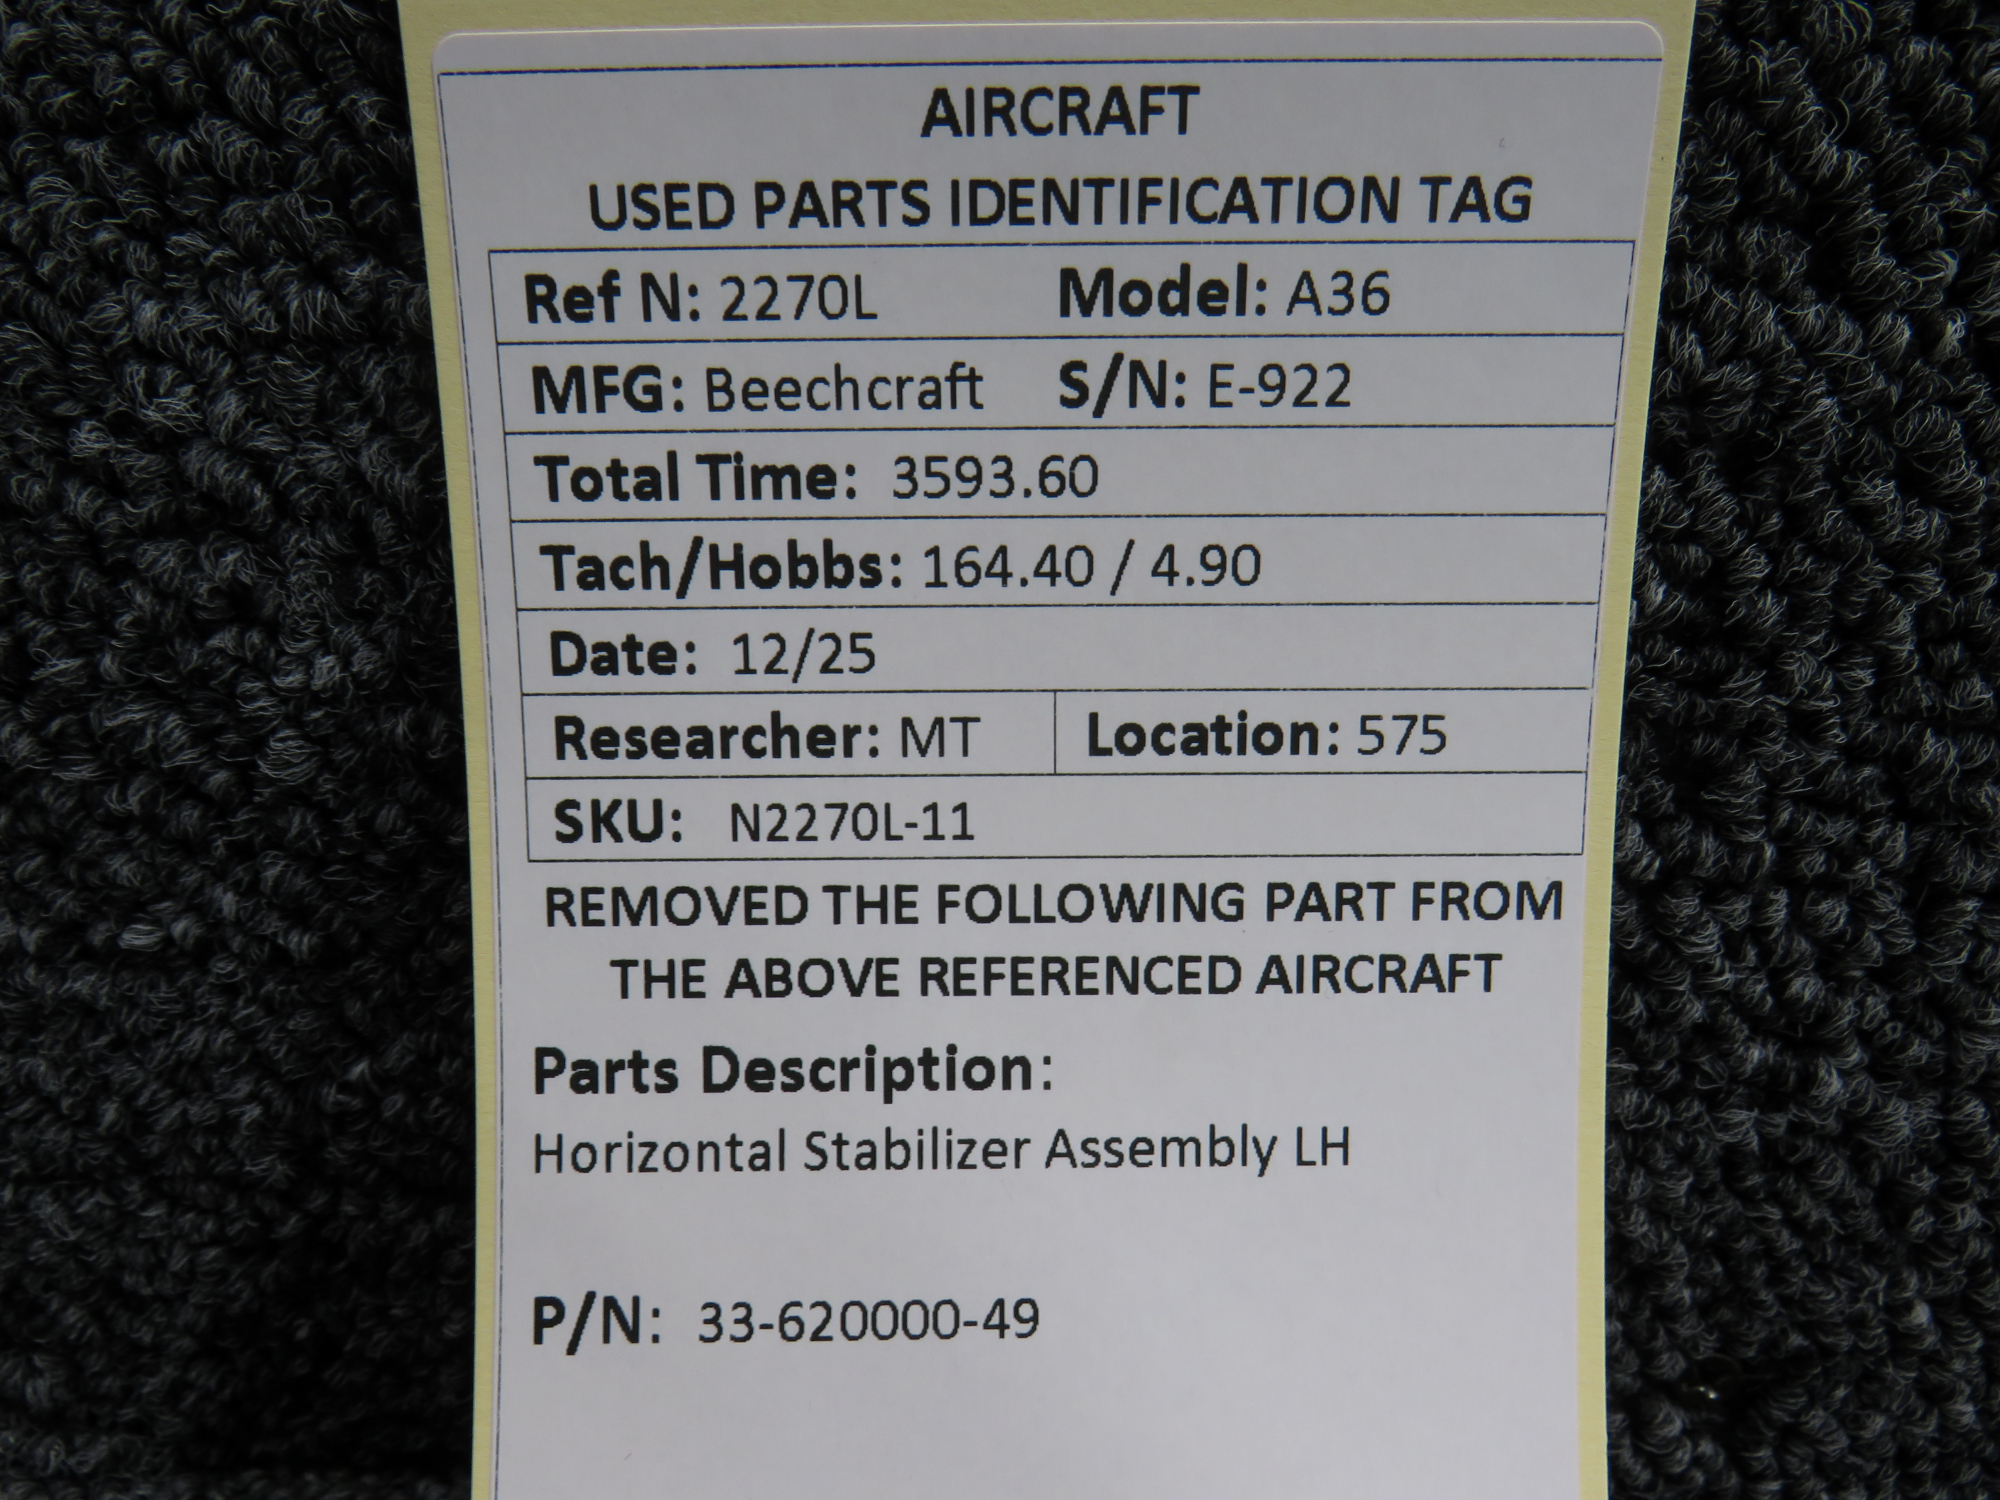 AIRCRAFT
USED PARTS IDENTIFICATION TAG
Ref N: 2270L Model: A36
MFG: Beechcraft S/N: E-922
Total Time: 3593.60
Tach/Hobbs: 164.40 / 4.90
Date: 12/25
Researcher: MT Location: 575
SKU: N2270L-11
REMOVED THE FOLLOWING PART FROM
THE ABOVE REFERENCED AIRCRAFT
Parts Description:
Horizontal Stabilizer Assembly LH
P/N: 33-620000-49